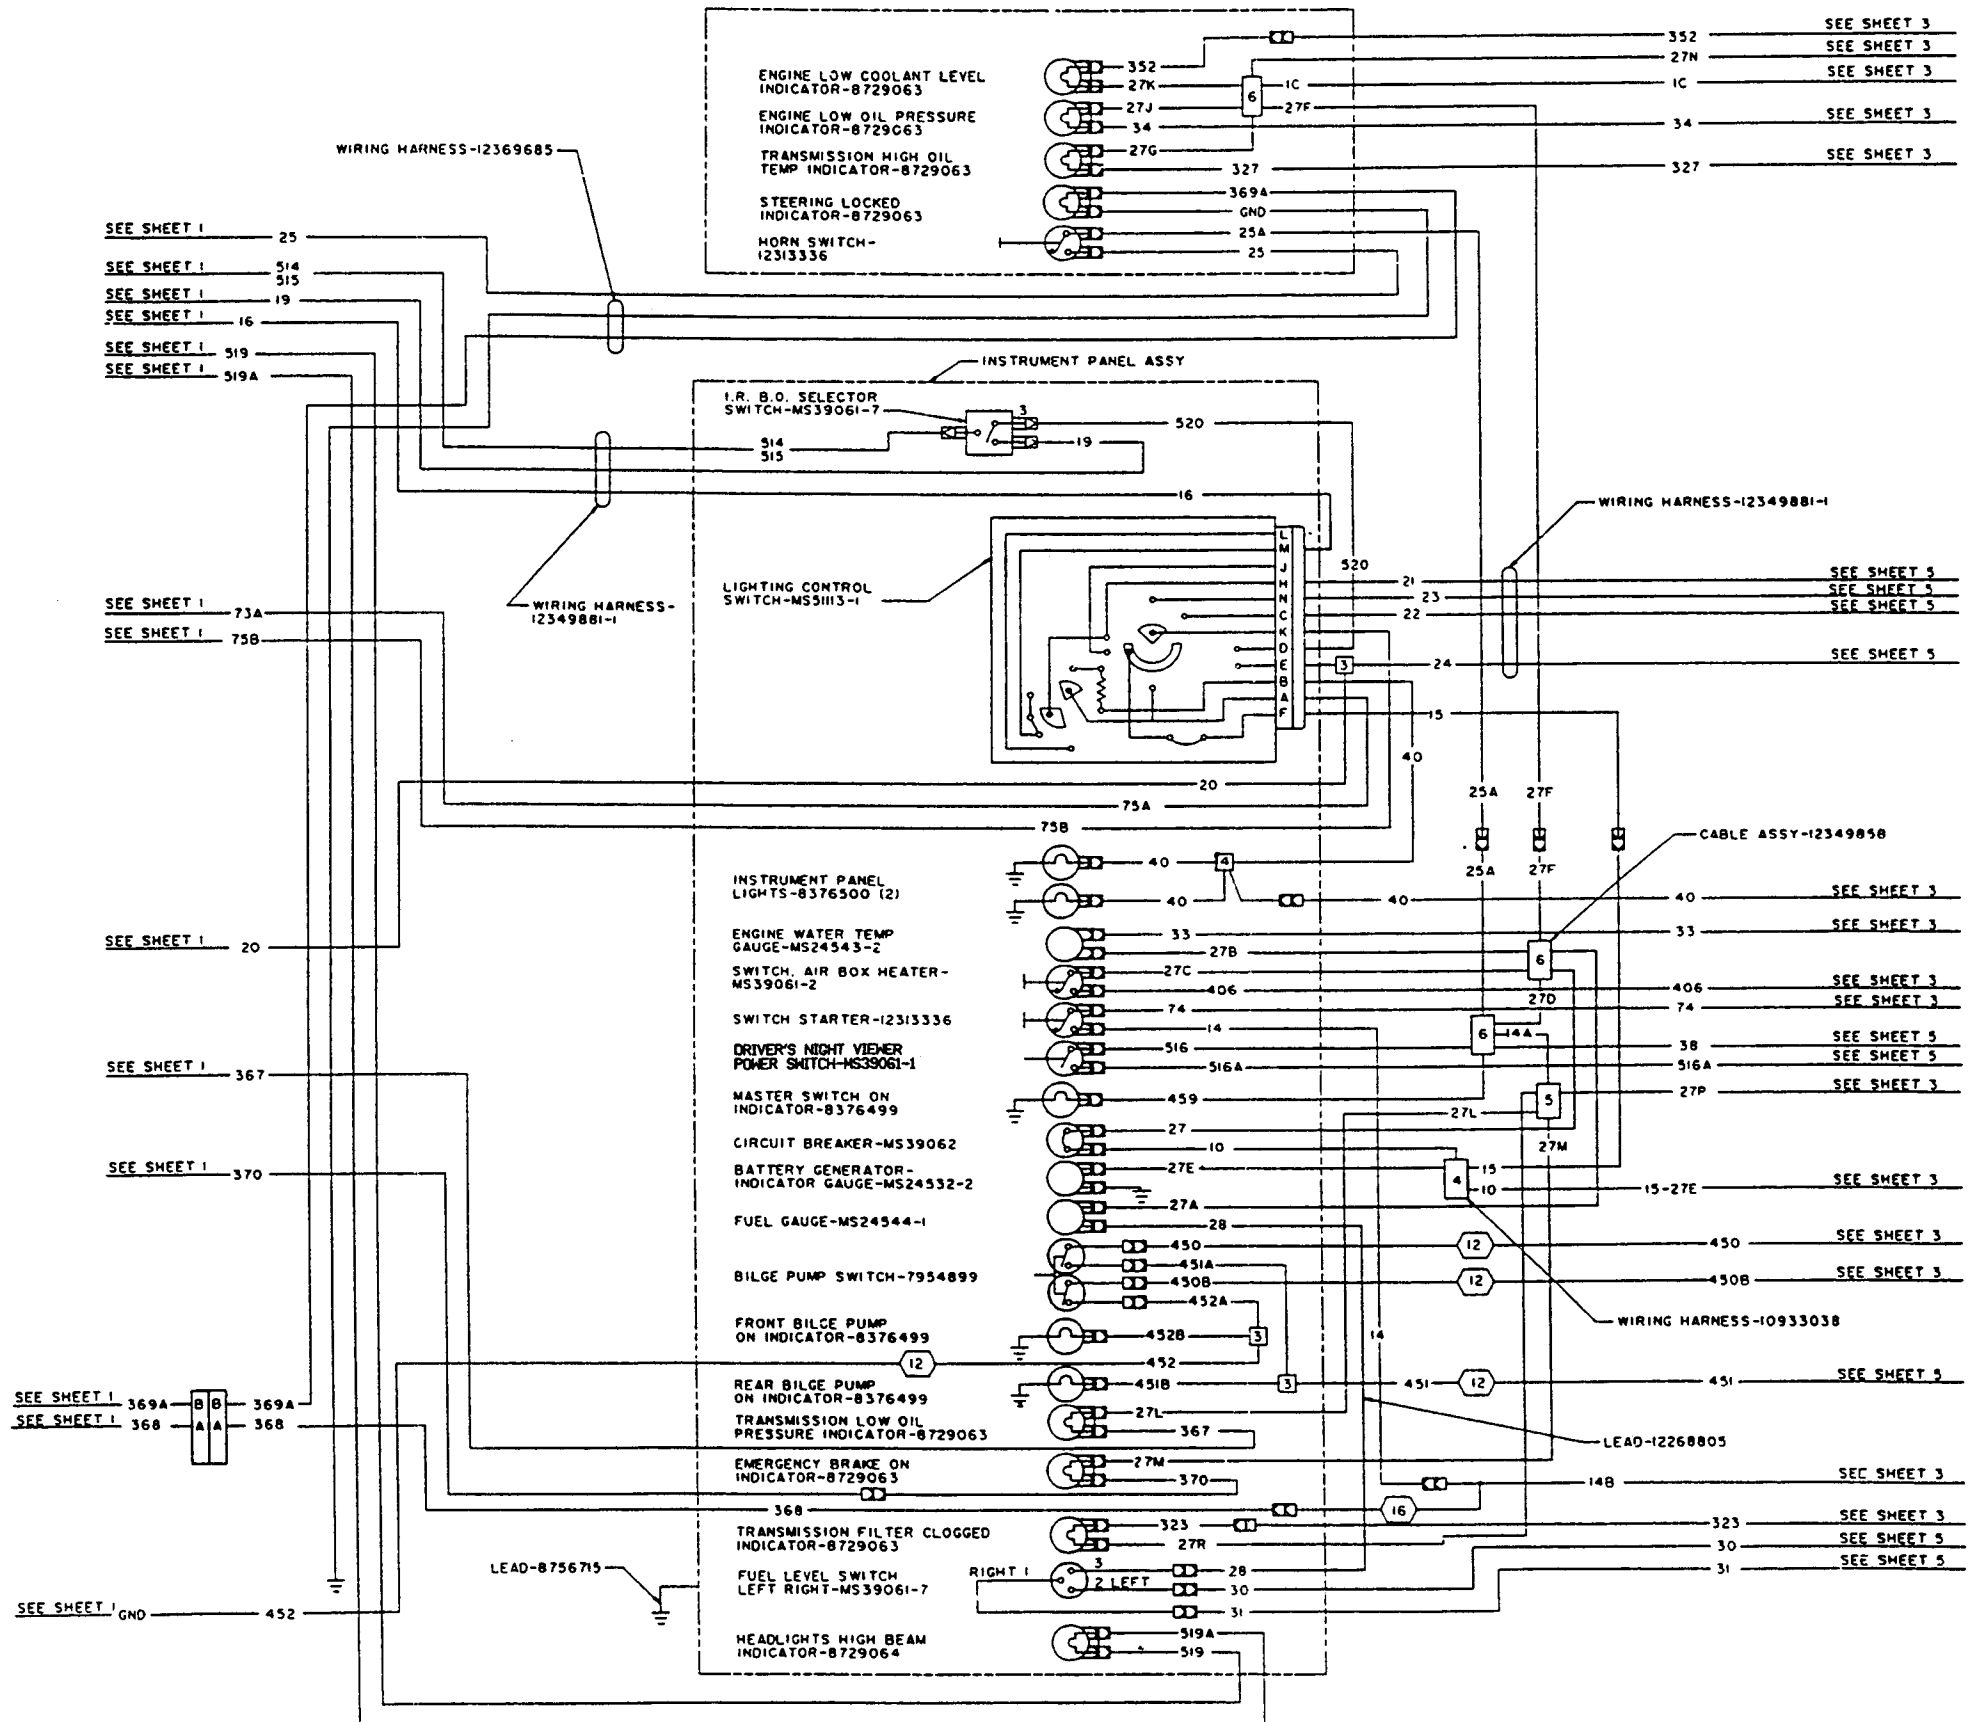 SEE SHEET 3
352
SEE SHEET 3
27N
SEE SHEET 3
1C
ENGINE LOW COOLANT LEVEL
INDICATOR-8729063
352
27K
6
1C
27F
ENGINE LOW OIL PRESSURE
INDICATOR-8729063
27J
34
34
SEE SHEET 3
TRANSMISSION HIGH OIL
TEMP INDICATOR-8729063
27G
327
327
SEE SHEET 3
STEERING LOCKED
INDICATOR-8729063
369A
GND
HORN SWITCH-
12313336
25A
25
WIRING HARNESS-12369685
SEE SHEET 1
25
SEE SHEET 1
514
515
SEE SHEET 1
19
SEE SHEET 1
16
SEE SHEET 1
519
SEE SHEET 1
519A
INSTRUMENT PANEL ASSY
I.R. B.O. SELECTOR
SWITCH-MS39061-7
3
520
514
515
19
16
WIRING HARNESS-12349881-1
WIRING HARNESS-
12349881-1
LIGHTING CONTROL
SWITCH-MS51113-1
L
M
J
H
N
C
K
D
E
B
A
F
520
21
SEE SHEET 5
23
SEE SHEET 5
22
SEE SHEET 5
3
24
SEE SHEET 5
15
40
SEE SHEET 1
73A
SEE SHEET 1
75B
20
75A
75B
25A
27F
CABLE ASSY-12349858
25A
27F
INSTRUMENT PANEL
LIGHTS-8376500 (2)
40
4
40
40
40
SEE SHEET 3
ENGINE WATER TEMP
GAUGE-MS24543-2
33
27B
33
SEE SHEET 3
SEE SHEET 1
20
6
SWITCH, AIR BOX HEATER-
MS39061-2
27C
406
27D
406
SEE SHEET 3
SWITCH STARTER-12313336
74
14
74
SEE SHEET 3
6
14A
DRIVER'S NIGHT VIEWER
POWER SWITCH-MS39061-1
516
516A
38
SEE SHEET 5
516A
SEE SHEET 5
SEE SHEET 1
367
MASTER SWITCH ON
INDICATOR-8376499
459
27L
5
27P
SEE SHEET 3
27M
CIRCUIT BREAKER-MS39062
27
10
BATTERY GENERATOR-
INDICATOR GAUGE-MS24532-2
27E
4
15
10
15-27E
SEE SHEET 3
SEE SHEET 1
370
FUEL GAUGE-MS24544-1
27A
28
BILGE PUMP SWITCH-7954899
450
451A
450B
452A
12
450
SEE SHEET 3
12
450B
SEE SHEET 3
WIRING HARNESS-10933038
FRONT BILGE PUMP
ON INDICATOR-8376499
452B
3
14
12
452
REAR BILGE PUMP
ON INDICATOR-8376499
451B
3
451
12
451
SEE SHEET 5
SEE SHEET 1
369A
B
B
369A
SEE SHEET 1
368
A
A
368
TRANSMISSION LOW OIL
PRESSURE INDICATOR-8729063
27L
367
LEAD-12268805
EMERGENCY BRAKE ON
INDICATOR-8729063
27M
370
14B
SEE SHEET 3
368
16
TRANSMISSION FILTER CLOGGED
INDICATOR-8729063
323
27R
323
SEE SHEET 3
30
SEE SHEET 5
31
SEE SHEET 5
LEAD-8756715
FUEL LEVEL SWITCH
LEFT RIGHT-MS39061-7
RIGHT 1
3
2 LEFT
28
30
31
SEE SHEET 1
GND
452
HEADLIGHTS HIGH BEAM
INDICATOR-8729064
519A
519